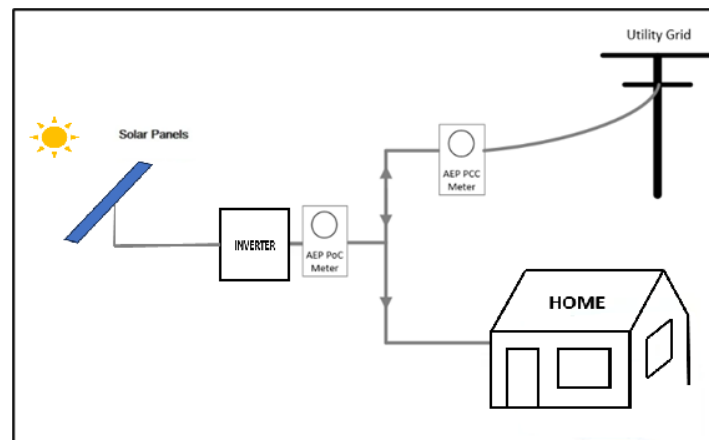 Utility Grid
Solar Panels
AEP PCC
Meter
INVERTER
AEP PoC
Meter
HOME